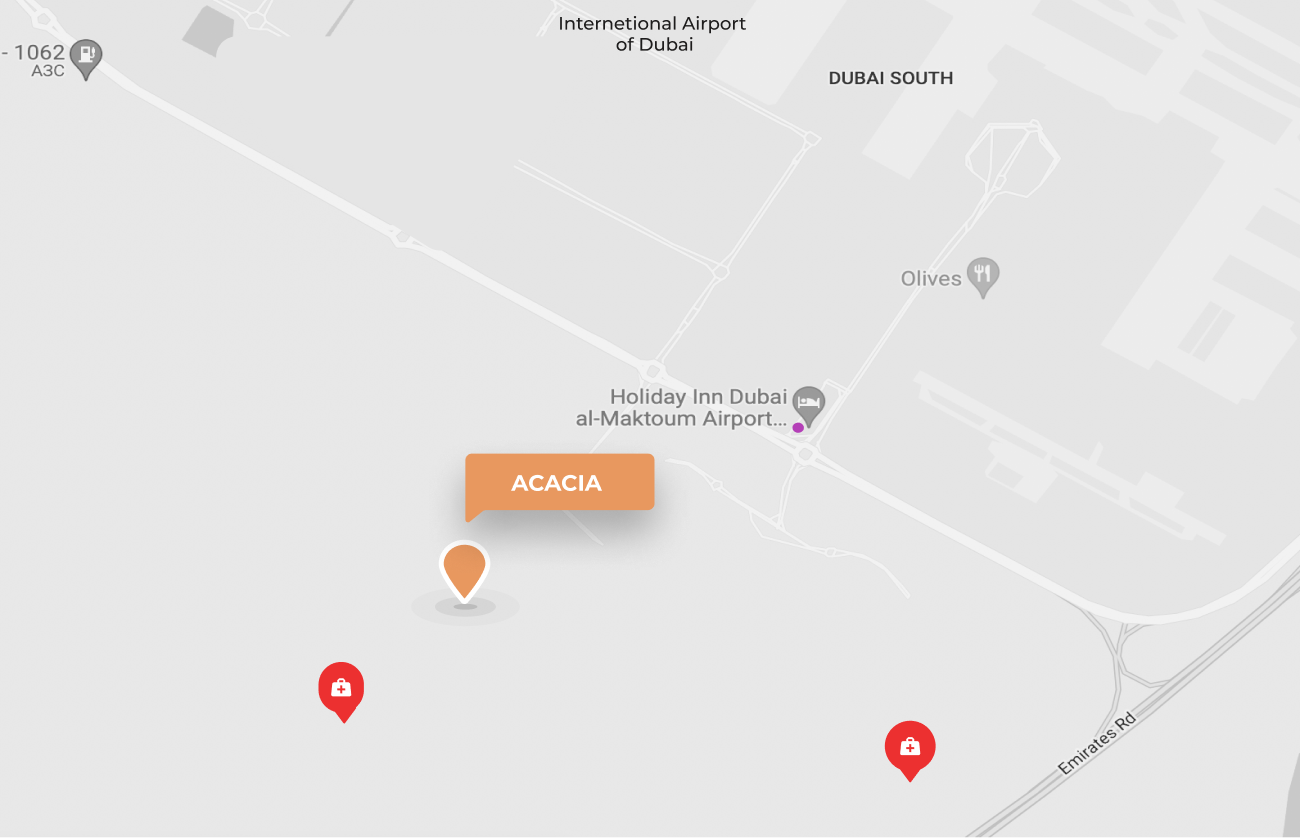 Internetional Airport
of Dubai
- 1062
АЗС
DUBAI SOUTH
Olives
Holiday Inn Dubai
al-Maktoum Airport...
ACACIA
Emirates Rd